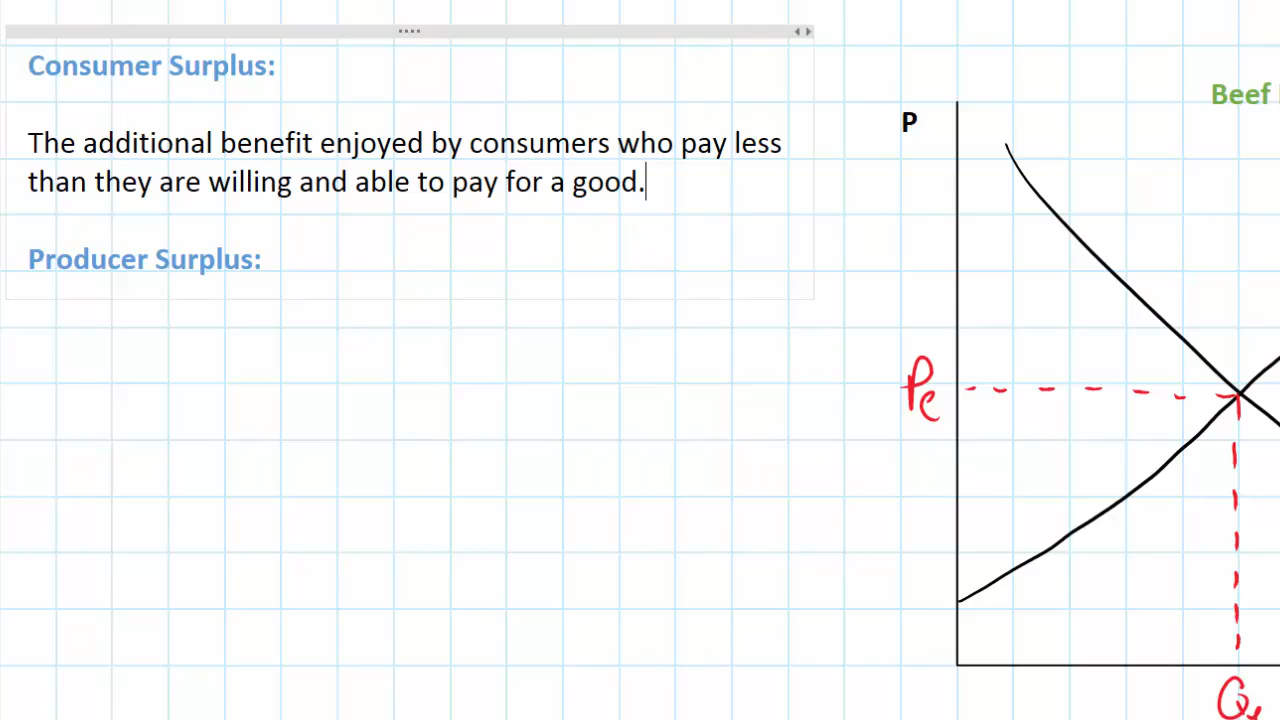 Consumer Surplus:
Beef
P
The additional benefit enjoyed by consumers who pay less
than they are willing and able to pay for a good.
Producer Surplus:
Pe